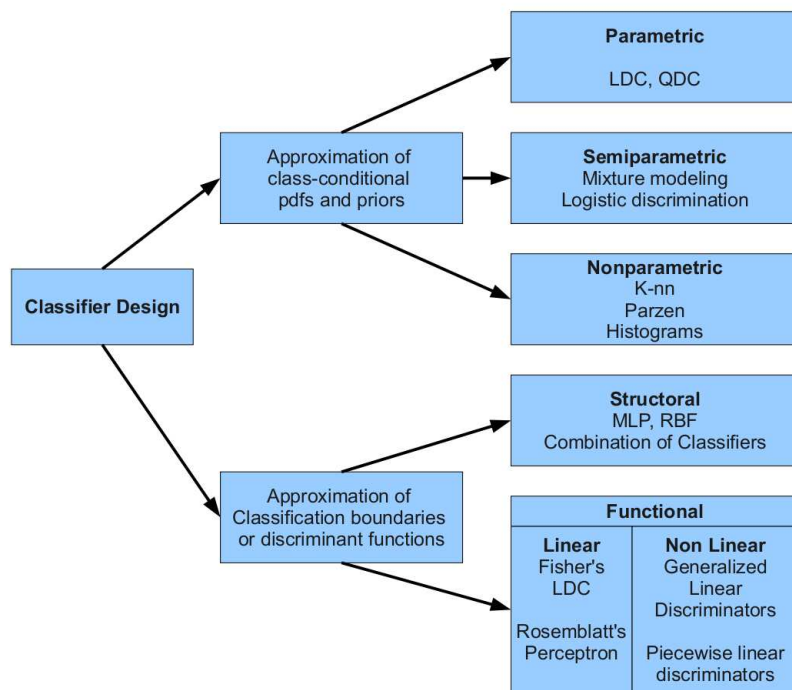 Parametric
LDC, QDC
Approximation of
class-conditional
pdfs and priors
Semiparametric
Mixture modeling
Logistic discrimination
Nonparametric
K-nn
Parzen
Histograms
Classifier Design
Structoral
MLP, RBF
Combination of Classifiers
Approximation of
Classification boundaries
or discriminant functions
Functional
Linear
Fisher's
LDC
Rosemblatt's
Perceptron
Non Linear
Generalized
Linear
Discriminators
Piecewise linear
discriminators